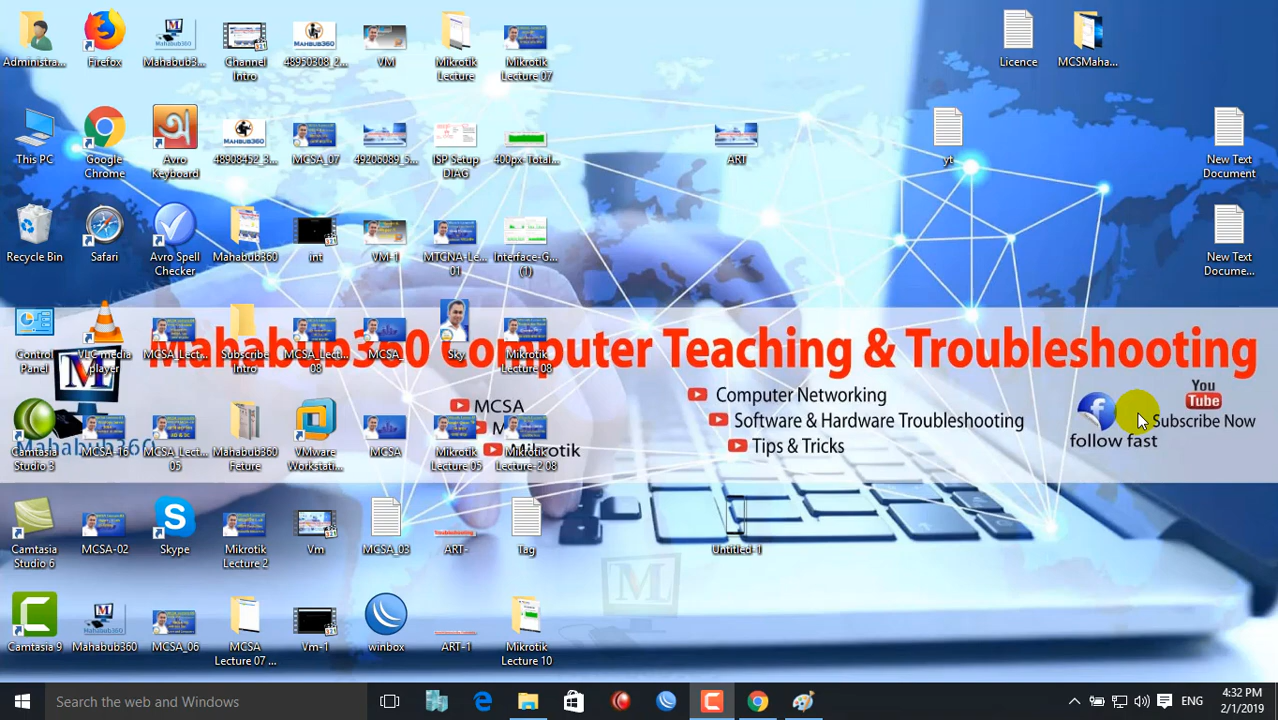 Administra...
Firefox
Mahabub3...
Channel
Intro
48950308_2...
VM
Mikrotik
Lecture
Mikrotik
Lecture 07
Licence
MCSMaha...
This PC
Google
Chrome
Avro
Keyboard
48908452_3...
MCSA_07
49206089_5...
ISP Setup
DIAG
400px-Total...
ART
yt
New Text
Document
Recycle Bin
Safari
Avro Spell
Checker
Mahabub360
int
VM-1
MTCNA-Le...
01
Interface-G...
(1)
New Text
Docume...
Mahabub360 Computer Teaching & Troubleshooting
Control
Panel
VLC media
player
MCSA_Lect...
Subscribe
Intro
MCSA_Lect...
08
MCSA_
Sky
Mikrotik
Lecture 08
MCSA
Mikrotik
Computer Networking
Software & Hardware Troubleshooting
Tips & Tricks
You
Tube
Subscribe Now
follow fast
Mahabub360
Camtasia
Studio 8
MCSA-16
MCSA_Lect...
05
Mahabub360
Feture
VMware
Workstati...
MCSA
Mikrotik
Lecture 05
Mikrotik
Lecture-2 08
Camtasia
Studio 6
MCSA-02
Skype
Mikrotik
Lecture 2
Vm
MCSA_03
ART-
Tag
Untitled-1
Camtasia 9
Mahabub360
MCSA_06
MCSA
Lecture 07 ...
Vm-1
winbox
ART-1
Mikrotik
Lecture 10
Search the web and Windows
ENG
4:32 PM
2/1/2019